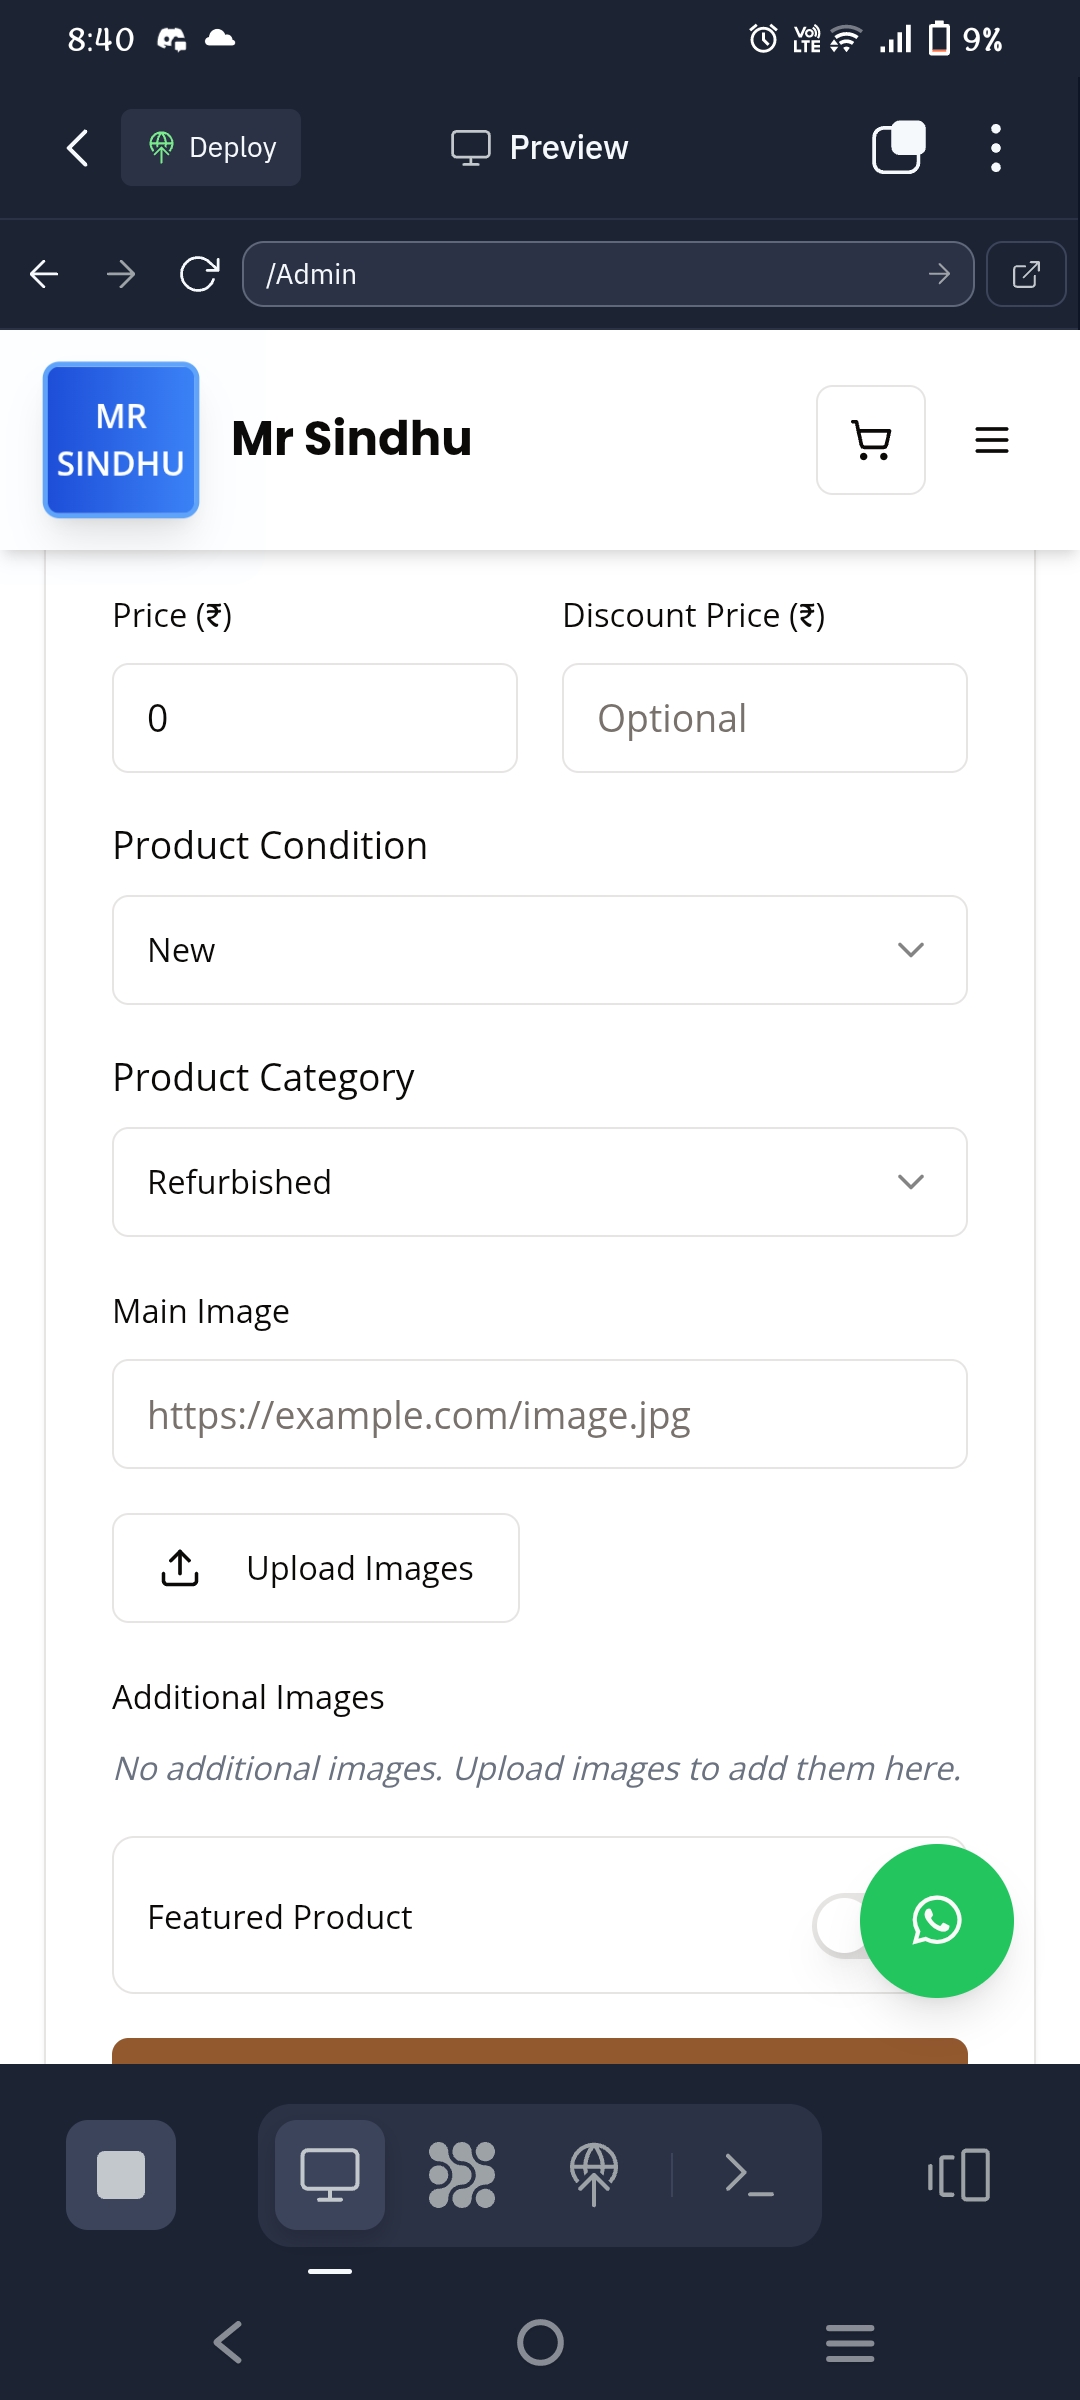 8:40
Vo) LTE
9%
Deploy
Preview
/Admin
MR
SINDHU
Mr Sindhu
Price (₹)
Discount Price (₹)
0
Optional
Product Condition
New
Product Category
Refurbished
Main Image
https://example.com/image.jpg
Upload Images
Additional Images
No additional images. Upload images to add them here.
Featured Product